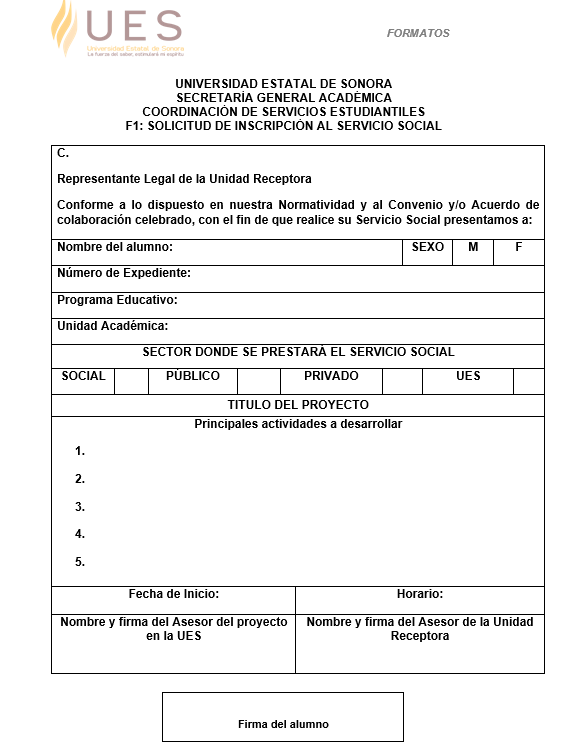 UES
Universidad Estatal de Sonora
La fuerza del saber, estimulará mi espíritu
FORMATOS
UNIVERSIDAD ESTATAL DE SONORA
SECRETARÍA GENERAL ACADÉMICA
COORDINACIÓN DE SERVICIOS ESTUDIANTILES
F1: SOLICITUD DE INSCRIPCIÓN AL SERVICIO SOCIAL
C.
Representante Legal de la Unidad Receptora
Conforme a lo dispuesto en nuestra Normatividad y al Convenio y/o Acuerdo de
colaboración celebrado, con el fin de que realice su Servicio Social presentamos a:
Nombre del alumno: SEXO M F
Número de Expediente:
Programa Educativo:
Unidad Académica:
SECTOR DONDE SE PRESTARÁ EL SERVICIO SOCIAL
SOCIAL PÚBLICO PRIVADO UES
TITULO DEL PROYECTO
Principales actividades a desarrollar
1.
2.
3.
4.
5.
Fecha de Inicio: Horario:
Nombre y firma del Asesor del proyecto
en la UES
Nombre y firma del Asesor de la Unidad
Receptora
Firma del alumno